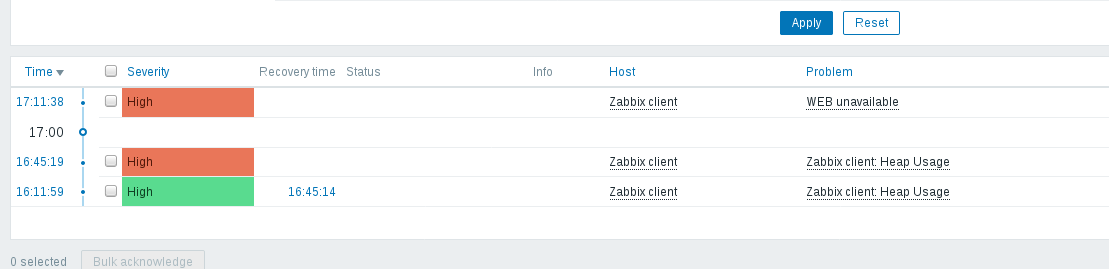 Apply Reset
Time Severity Recovery time Status Info Host Problem
17:11:38 High Zabbix client WEB unavailable
17:00
16:45:19 High Zabbix client Zabbix client: Heap Usage
16:11:59 High 16:45:14 Zabbix client Zabbix client: Heap Usage
0 selected Bulk acknowledge